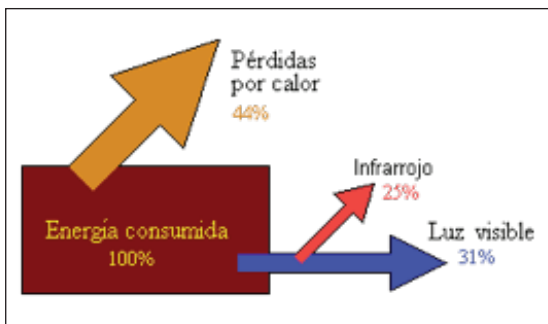 Pérdidas
por calor
44%
Infrarrojo
25%
Energía consumida
100%
Luz visible
31%